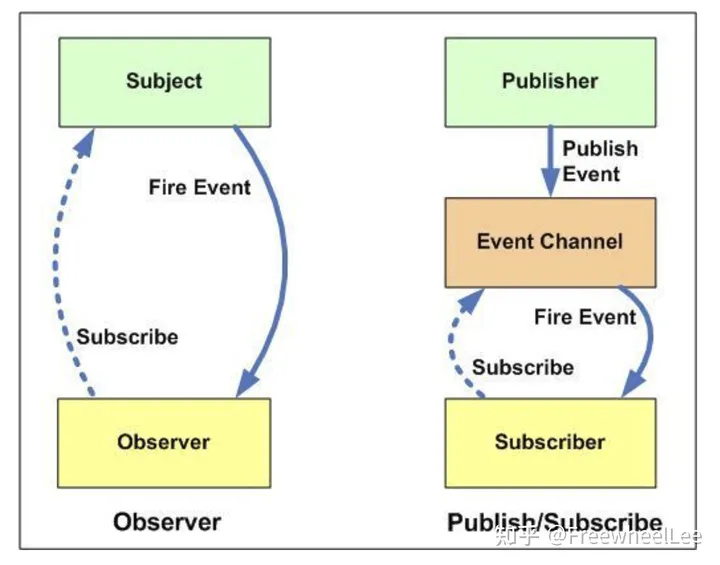 Subject
Fire Event
Subscribe
Observer
Observer
Publisher
Publish
Event
Event Channel
Fire Event
Subscribe
Subscriber
Publish/Subscribe
知乎 @FreewheelLee